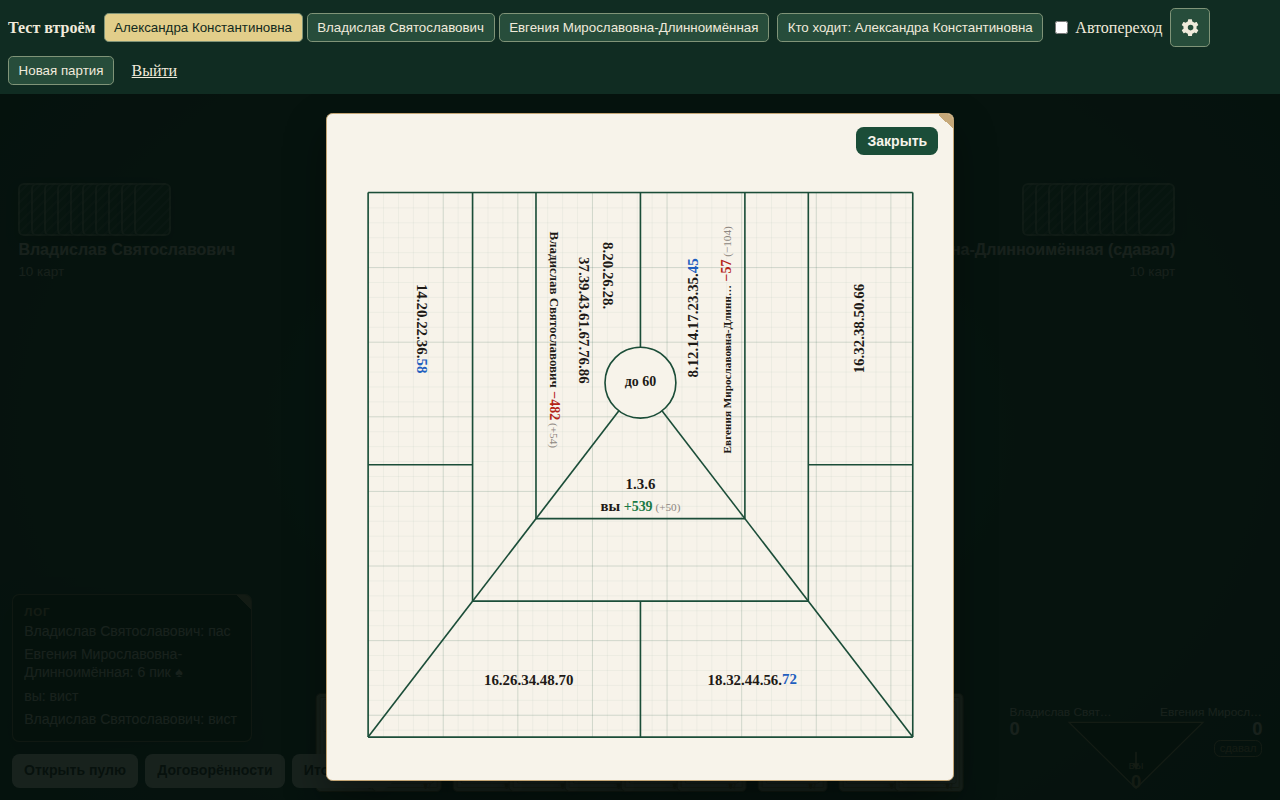 Тест втроём
Александра Константиновна
Владислав Святославович
Евгения Мирославовна-Длинноимённая
Кто ходит: Александра Константиновна
Автопереход
Новая партия
Выйти
Закрыть
Владислав Святославович
10 карт
на-Длинноимённая (сдавал)
10 карт
14.20.22.36.58
Владислав Святославович −482 (+54)
37.39.43.61.67.76.86
8.20.26.28.
8.12.14.17.23.35.45
Евгения Мирославовна-Длинн… −57 (−104)
16.32.38.50.66
до 60
1.3.6
вы +539 (+50)
16.26.34.48.70
18.32.44.56.72
ЛОГ
Владислав Святославович: пас
Евгения Мирославовна-
Длинноимённая: 6 пик ♠
вы: вист
Владислав Святославович: вист
Открыть пулю
Договорённости
Владислав Свят…
0
Евгения Миросл…
0
сдавал
вы
0